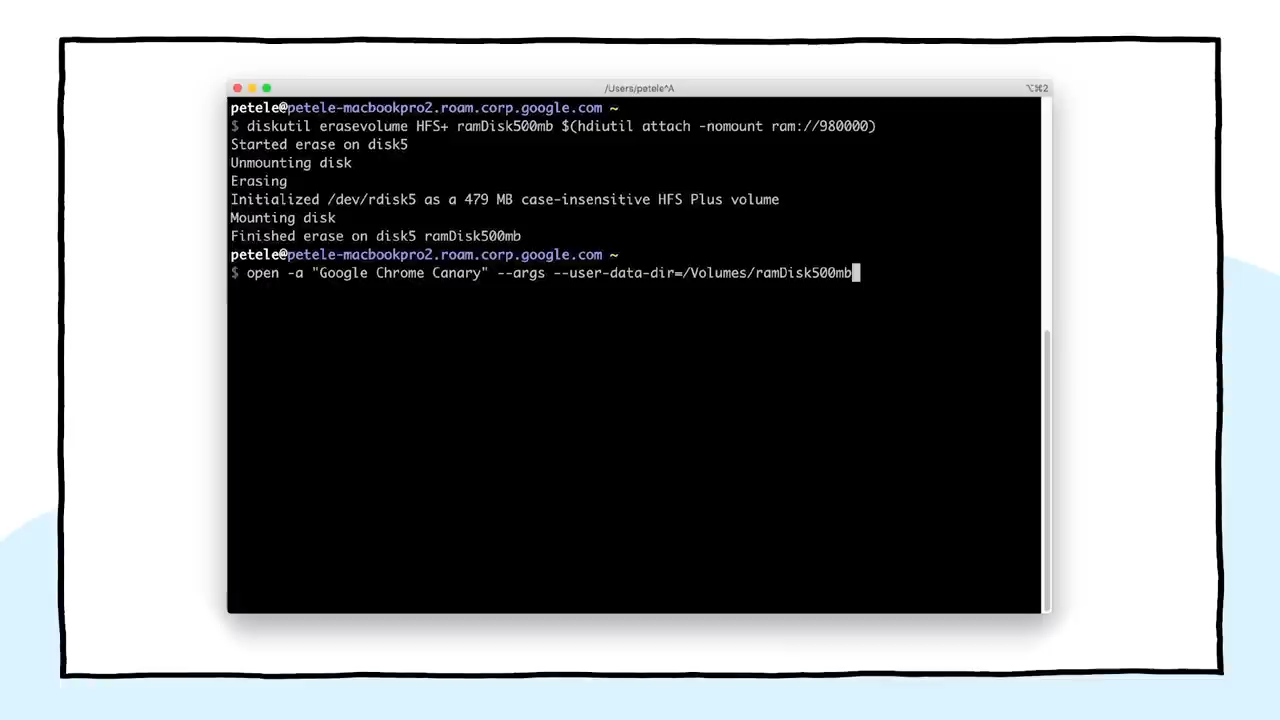 /Users/petele^A
⌥⌘2
petele@petele-macbookpro2.roam.corp.google.com ~
$ diskutil erasevolume HFS+ ramDisk500mb $(hdiutil attach -nomount ram://980000)
Started erase on disk5
Unmounting disk
Erasing
Initialized /dev/rdisk5 as a 479 MB case-insensitive HFS Plus volume
Mounting disk
Finished erase on disk5 ramDisk500mb
petele@petele-macbookpro2.roam.corp.google.com ~
$ open -a "Google Chrome Canary" --args --user-data-dir=/Volumes/ramDisk500mb